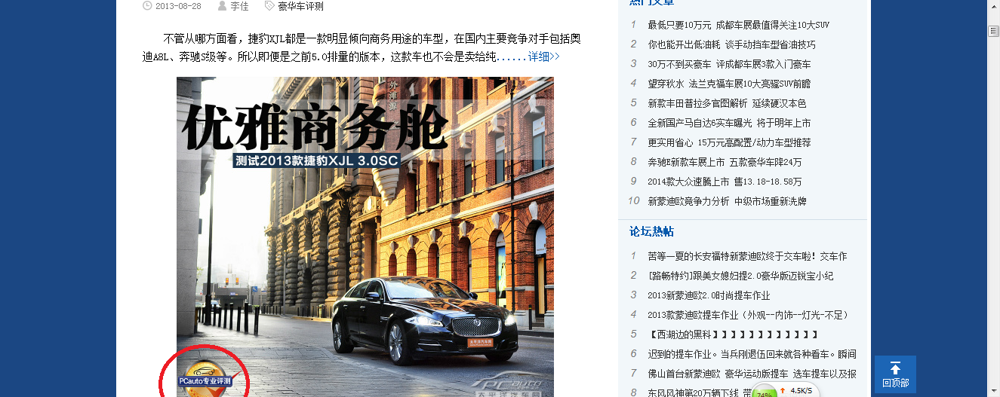 2013-08-28 李佳 豪华车评测
不管从哪方面看，捷豹XJL都是一款明显倾向商务用途的车型，在国内主要竞争对手包括奥
迪A8L、奔驰S级等。所以即便是之前5.0排量的版本，这款车也不会是卖给纯......详细>>
外滩源
优雅商务舱
测试2013款捷豹XJL 3.0SC
太平洋汽车网
PCauto专业评测
PCauto
太平洋汽车网
热门文章
1 最低只要10万元 成都车展最值得关注10大SUV
2 你也能开出低油耗 谈手动挡车型省油技巧
3 30万不到买豪车 评成都车展3款入门豪车
4 望穿秋水 法兰克福车展10大亮骚SUV前瞻
5 新款丰田普拉多官图解析 延续硬汉本色
6 全新国产马自达6实车曝光 将于明年上市
7 更实用省心 15万元高配置/动力车型推荐
8 奔驰E新款车展上市 五款豪华车降24万
9 2014款大众速腾上市 售13.18-18.58万
10 新蒙迪欧竞争力分析 中级市场重新洗牌
论坛热帖
1 苦等一夏的长安福特新蒙迪欧终于交车啦！交车作
2 [路畅特约]跟美女媳妇提2.0豪华版迈锐宝小纪
3 2013新蒙迪欧2.0时尚提车作业
4 2013款蒙迪欧提车作业（外观--内饰--灯光-不足）
5 【西湖边的黑科】】】】】】】】】】】】
6 迟到的提车作业。当兵刚退伍回来就各种看车。瞬间
7 佛山首台新蒙迪欧 豪华运动版提车 选车提车以及报
8 东风风神第20万辆下线 带
74% 4.5K/S
回顶部